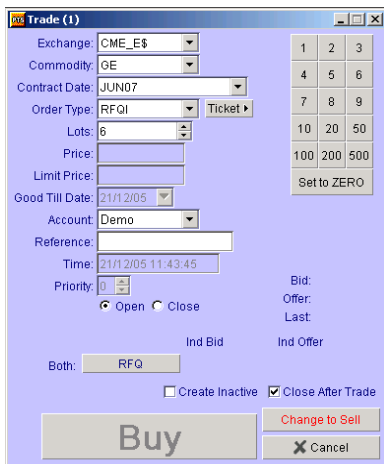 Trade (1)
Exchange: CME_E$
Commodity: GE
Contract Date: JUN07
Order Type: RFQI Ticket
Lots: 6
Price:
Limit Price:
Good Till Date: 21/12/05
Account: Demo
Reference:
Time: 21/12/05 11:43:45
Priority: 0
Open Close
1 2 3
4 5 6
7 8 9
10 20 50
100 200 500
Set to ZERO
Bid:
Offer:
Last:
Ind Bid Ind Offer
Both: RFQ
Create Inactive Close After Trade
Buy
Change to Sell
Cancel